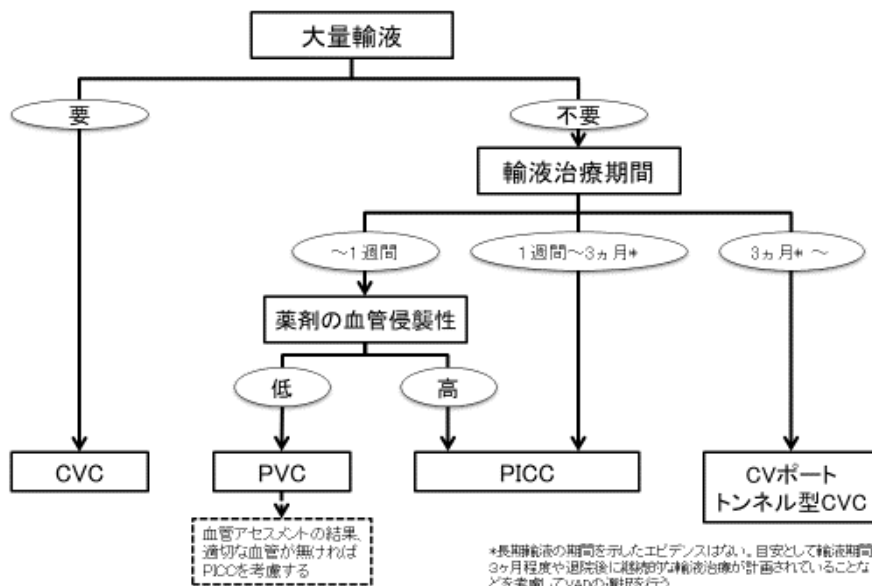 大量輸液
要
不要
輸液治療期間
～1週間
1週間～3ヵ月*
3ヵ月*～
薬剤の血管侵襲性
低
高
CVC
PVC
PICC
CVポート
トンネル型CVC
血管アセスメントの結果、
適切な血管が無ければ
PICCを考慮する
*長期輸液の期間を示したエビデンスはない。目安として輸液期間
3ヶ月程度や退院後に継続的な輸液治療が計画されていることな
どを考慮してVADの選択を行う